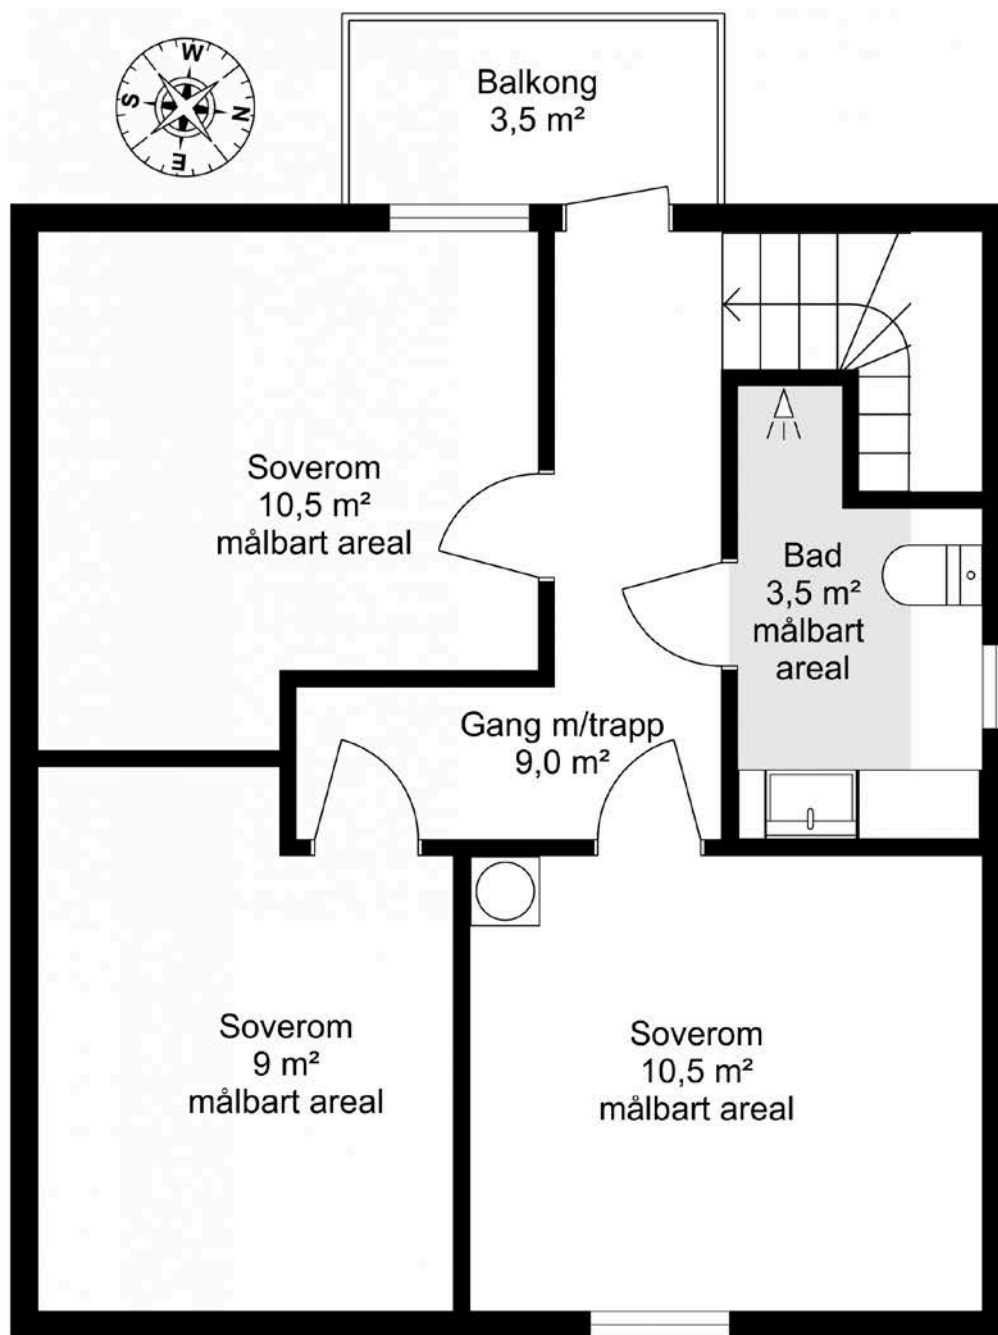 W
S
N
E
Balkong
3,5 m²
Soverom
10,5 m²
målbart areal
Bad
3,5 m²
målbart
areal
Gang m/trapp
9,0 m²
Soverom
9 m²
målbart areal
Soverom
10,5 m²
målbart areal